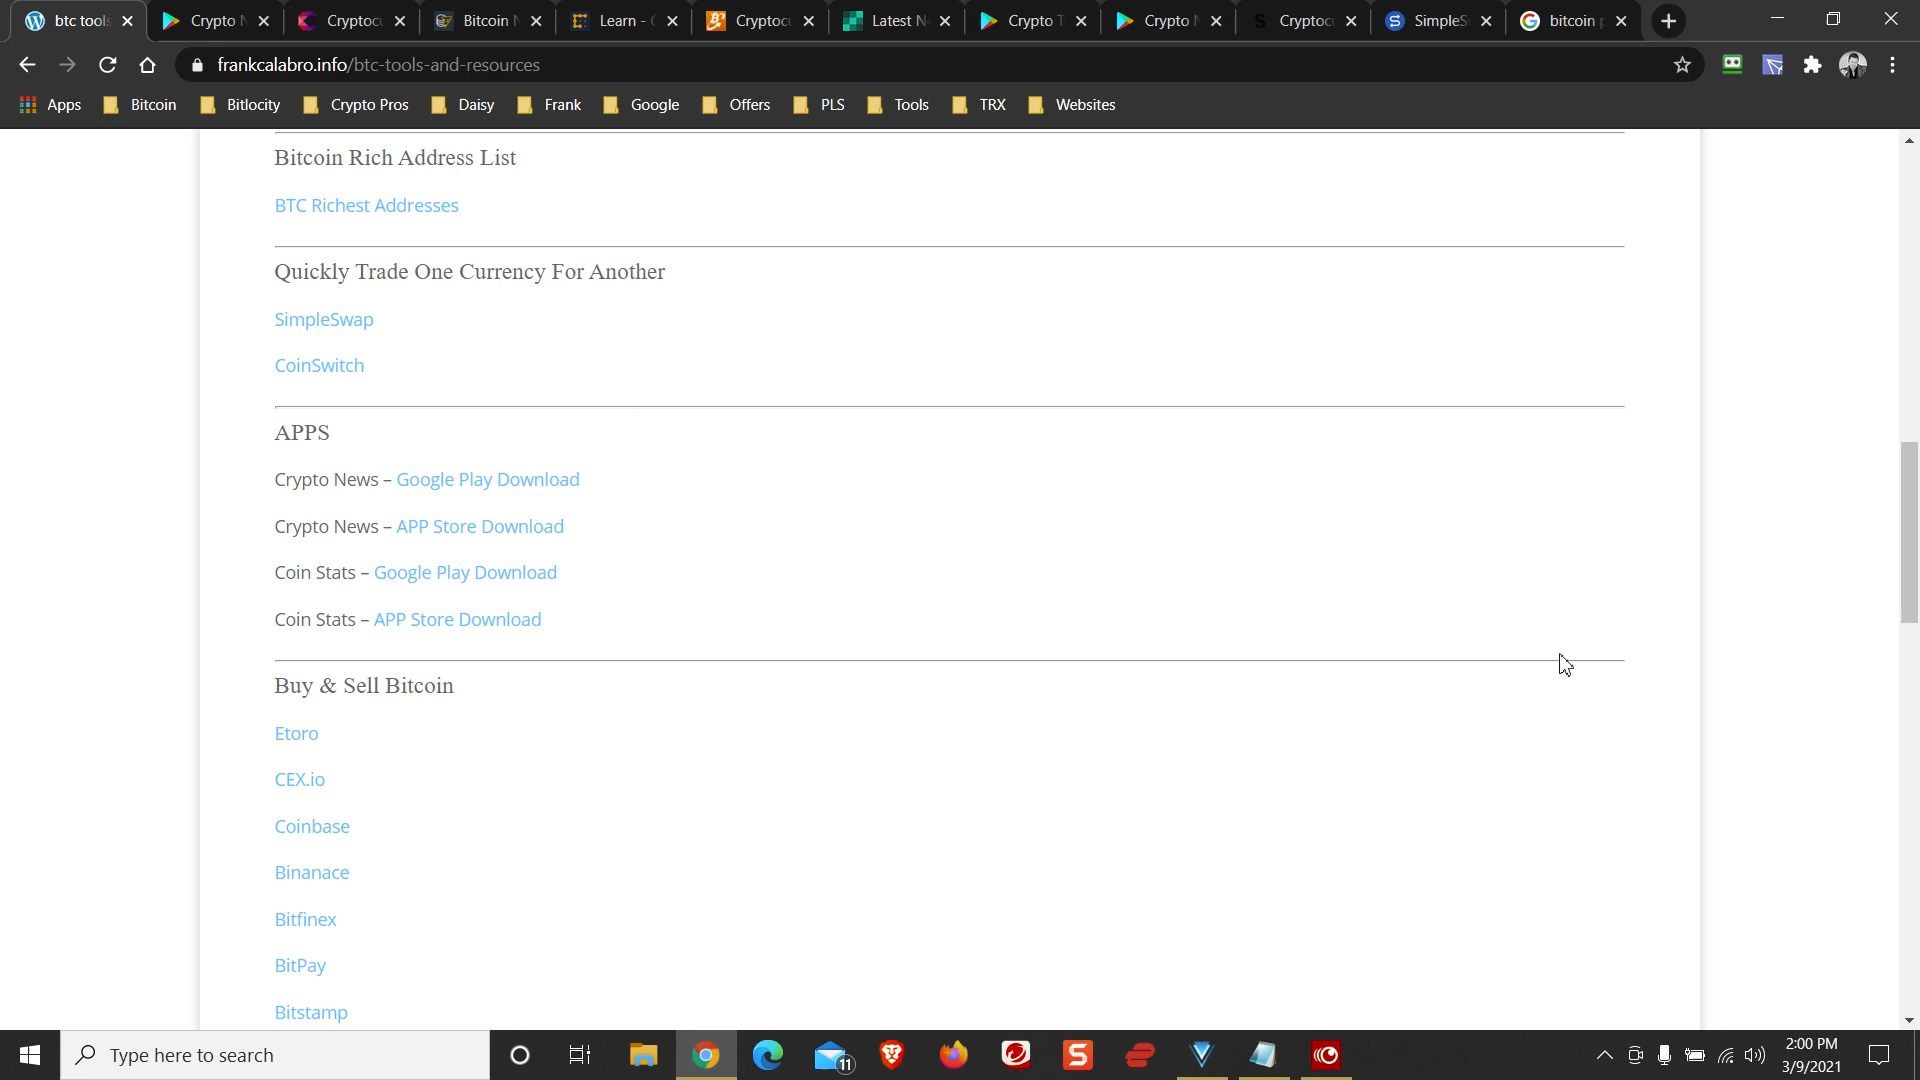 btc tools
Crypto N
Cryptocu
Bitcoin N
Learn - C
Cryptocu
Latest N
Crypto T
Crypto N
Cryptocu
SimpleS
bitcoin p
frankcalabro.info/btc-tools-and-resources
Apps
Bitcoin
Bitlocity
Crypto Pros
Daisy
Frank
Google
Offers
PLS
Tools
TRX
Websites
Bitcoin Rich Address List
BTC Richest Addresses
Quickly Trade One Currency For Another
SimpleSwap
CoinSwitch
APPS
Crypto News – Google Play Download
Crypto News – APP Store Download
Coin Stats – Google Play Download
Coin Stats – APP Store Download
Buy & Sell Bitcoin
Etoro
CEX.io
Coinbase
Binanace
Bitfinex
BitPay
Bitstamp
Type here to search
11
2:00 PM
3/9/2021